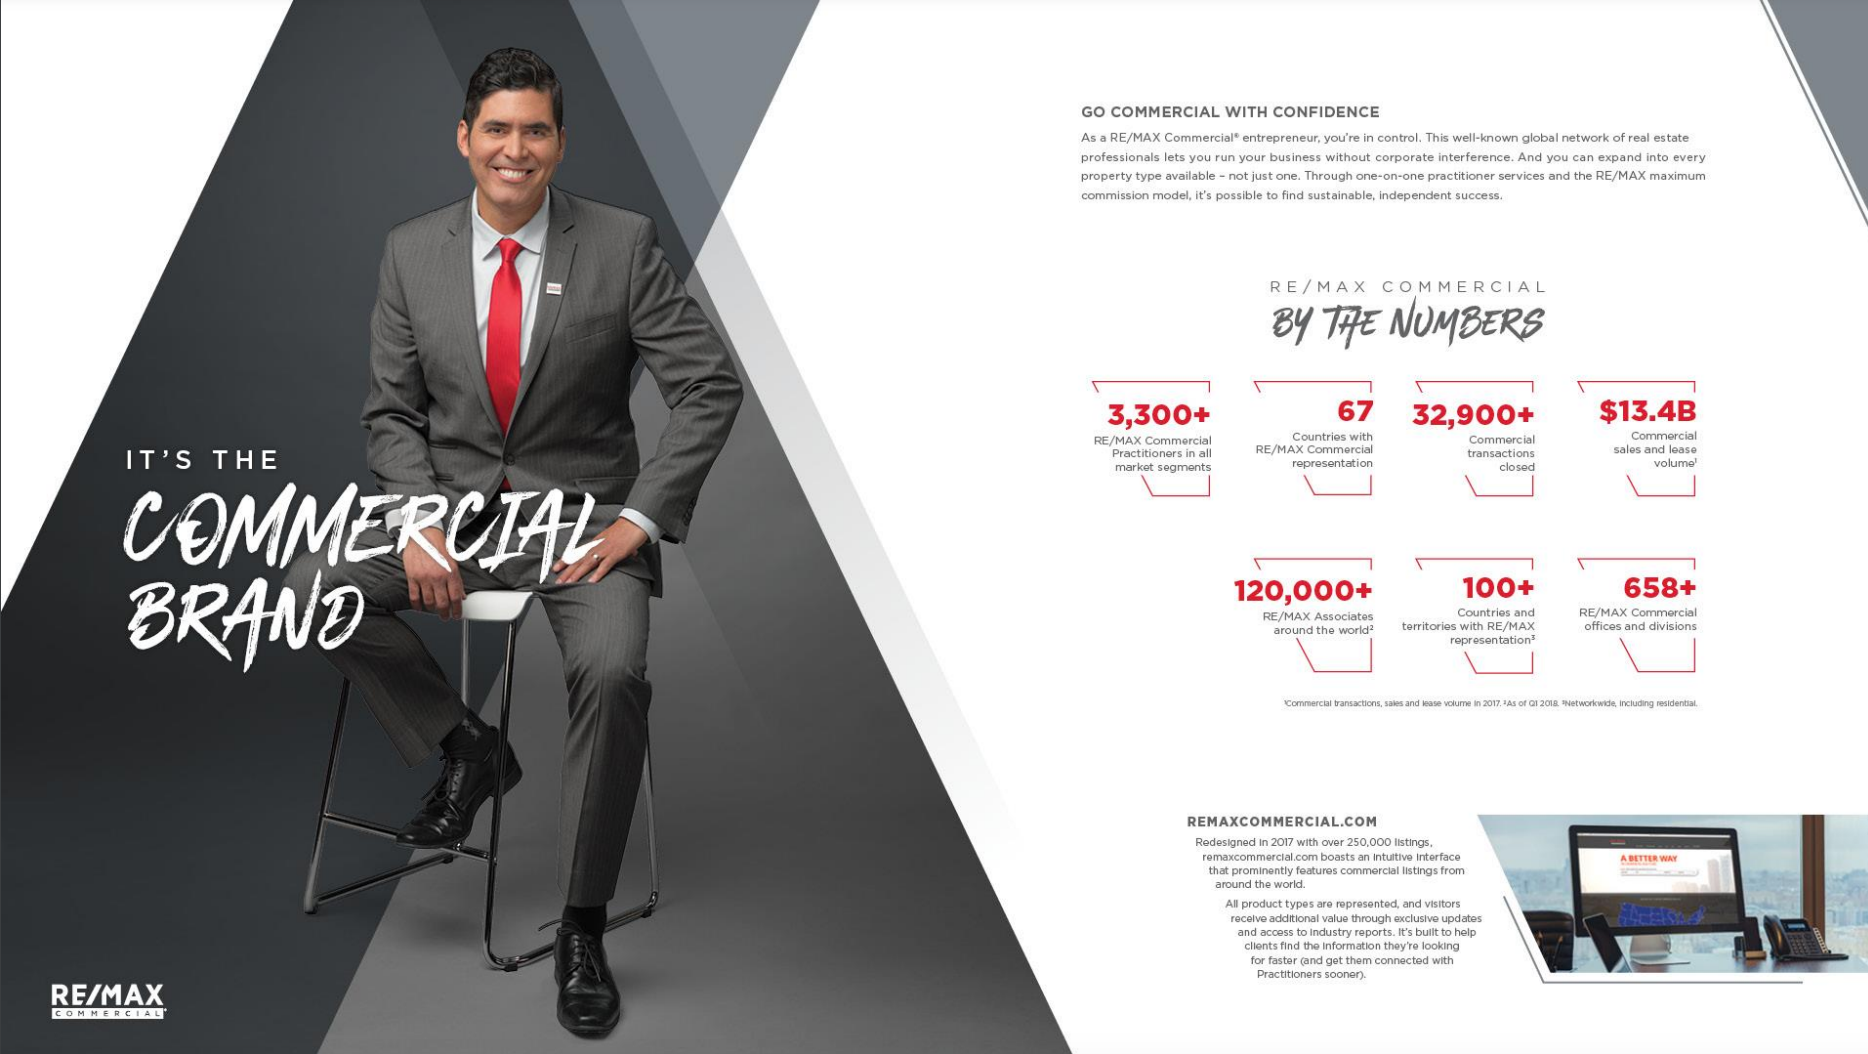 IT'S THE
COMMERCIAL
BRAND
RE/MAX
COMMERCIAL
GO COMMERCIAL WITH CONFIDENCE
As a RE/MAX Commercial® entrepreneur, you're in control. This well-known global network of real estate
professionals lets you run your business without corporate interference. And you can expand into every
property type available – not just one. Through one-on-one practitioner services and the RE/MAX maximum
commission model, it's possible to find sustainable, independent success.
RE/MAX COMMERCIAL
BY THE NUMBERS
3,300+
RE/MAX Commercial
Practitioners in all
market segments
67
Countries with
RE/MAX Commercial
representation
32,900+
Commercial
transactions
closed
$13.4B
Commercial
sales and lease
volume¹
120,000+
RE/MAX Associates
around the world²
100+
Countries and
territories with RE/MAX
representation³
658+
RE/MAX Commercial
offices and divisions
¹Commercial transactions, sales and lease volume in 2017. ²As of Q1 2018. ³Networkwide, including residential.
REMAXCOMMERCIAL.COM
Redesigned in 2017 with over 250,000 listings,
remaxcommercial.com boasts an intuitive interface
that prominently features commercial listings from
around the world.
All product types are represented, and visitors
receive additional value through exclusive updates
and access to industry reports. It's built to help
clients find the information they're looking
for faster (and get them connected with
Practitioners sooner).
A BETTER WAY